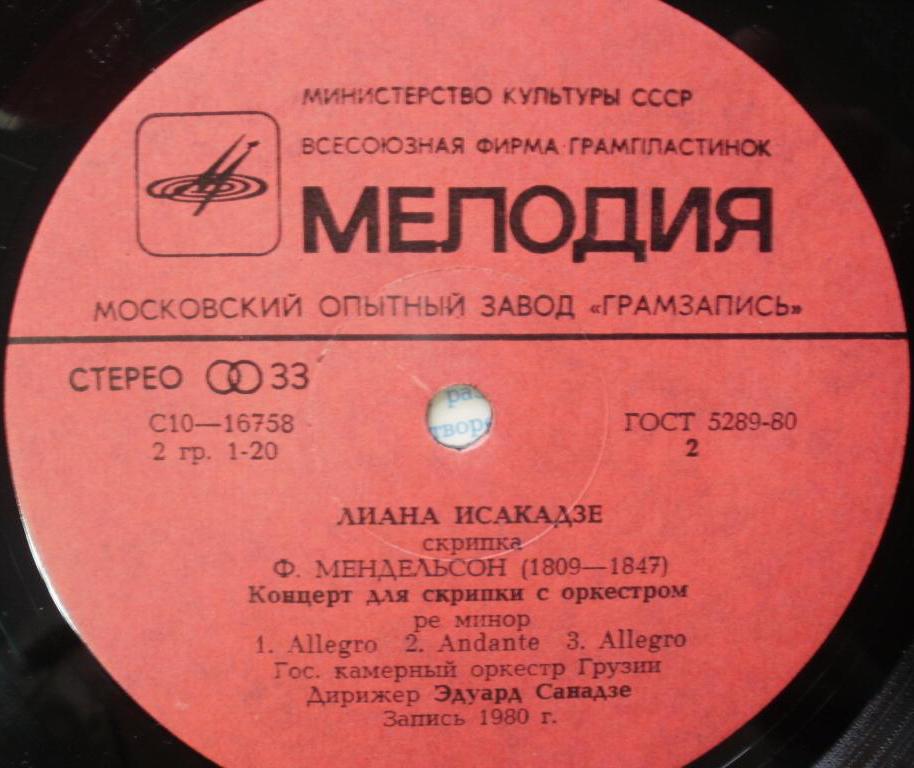 МИНИСТЕРСТВО КУЛЬТУРЫ СССР
ВСЕСОЮЗНАЯ ФИРМА ГРАМПЛАСТИНОК
МЕЛОДИЯ
МОСКОВСКИЙ ОПЫТНЫЙ ЗАВОД «ГРАМЗАПИСЬ»
СТЕРЕО 33
С10—16758
ГОСТ 5289-80
2 гр. 1-20
2
ЛИАНА ИСАКАДЗЕ
скрипка
Ф. МЕНДЕЛЬСОН (1809—1847)
Концерт для скрипки с оркестром
ре минор
1. Allegro 2. Andante 3. Allegro
Гос. камерный оркестр Грузии
Дирижер Эдуард Санадзе
Запись 1980 г.